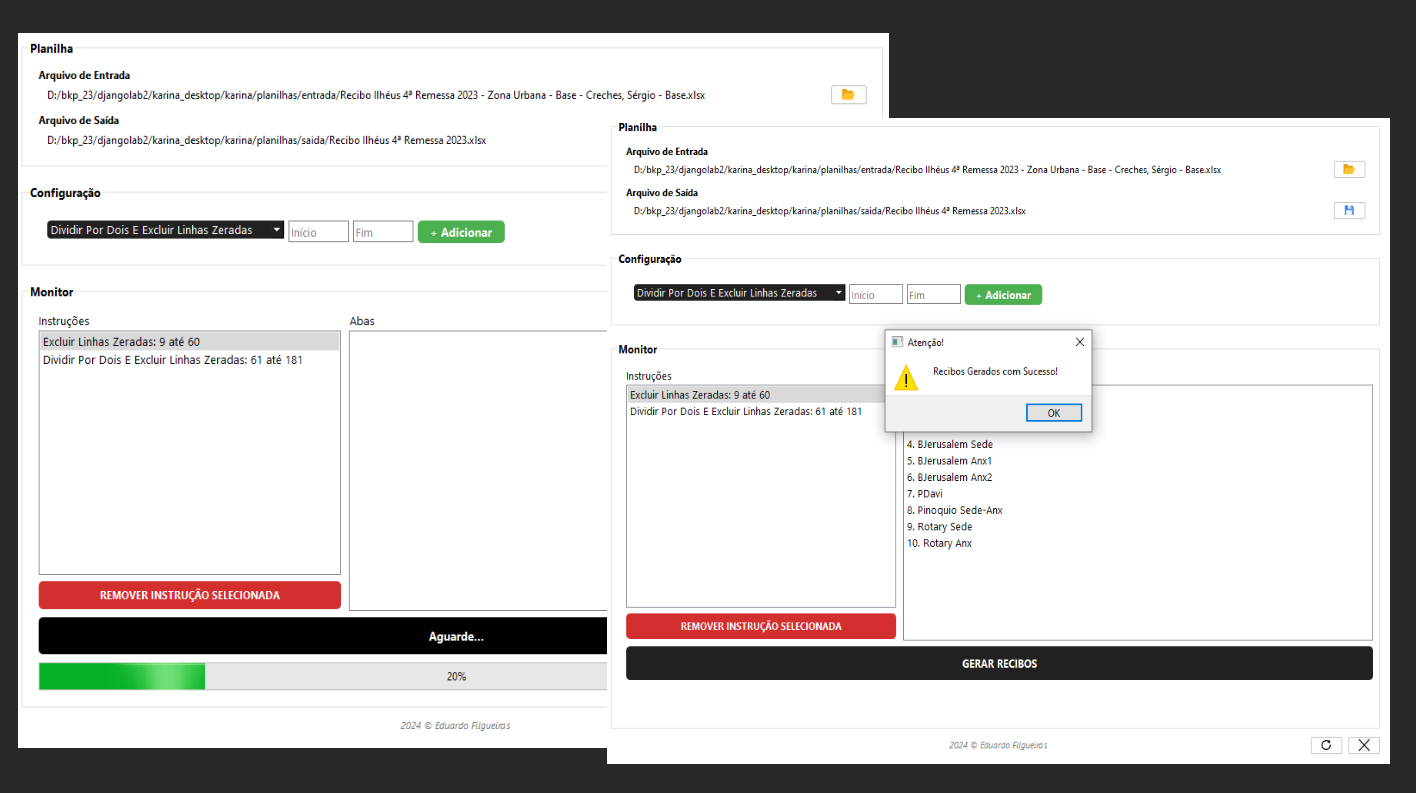 Planilha
Arquivo de Entrada
D:/bkp_23/djangolab2/karina_desktop/karina/planilhas/entrada/Recibo Ilhéus 4ª Remessa 2023 - Zona Urbana - Base - Creches, Sérgio - Base.xlsx
Arquivo de Saída
D:/bkp_23/djangolab2/karina_desktop/karina/planilhas/saida/Recibo Ilhéus 4ª Remessa 2023.xlsx
Configuração
Dividir Por Dois E Excluir Linhas Zeradas Início Fim + Adicionar
Monitor
Instruções Abas
Excluir Linhas Zeradas: 9 até 60
Dividir Por Dois E Excluir Linhas Zeradas: 61 até 181
REMOVER INSTRUÇÃO SELECIONADA
Aguarde...
20%
2024 © Eduardo Filgueiras
Planilha
Arquivo de Entrada
D:/bkp_23/djangolab2/karina_desktop/karina/planilhas/entrada/Recibo Ilhéus 4ª Remessa 2023 - Zona Urbana - Base - Creches, Sérgio - Base.xlsx
Arquivo de Saída
D:/bkp_23/djangolab2/karina_desktop/karina/planilhas/saida/Recibo Ilhéus 4ª Remessa 2023.xlsx
Configuração
Dividir Por Dois E Excluir Linhas Zeradas Início Fim + Adicionar
Monitor
Instruções
Excluir Linhas Zeradas: 9 até 60
Dividir Por Dois E Excluir Linhas Zeradas: 61 até 181
Atenção!
Recibos Gerados com Sucesso!
OK
4. BJerusalem Sede
5. BJerusalem Anx1
6. BJerusalem Anx2
7. PDavi
8. Pinoquio Sede-Anx
9. Rotary Sede
10. Rotary Anx
REMOVER INSTRUÇÃO SELECIONADA
GERAR RECIBOS
2024 © Eduardo Filgueiras